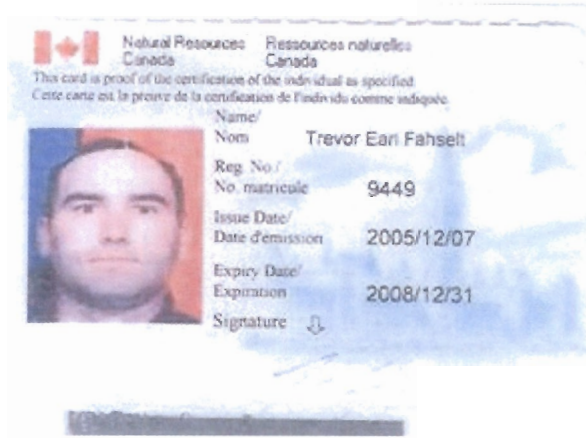 Natural Resources Ressources naturelles
Canada Canada
This card is proof of the certification of the individual as specified.
Cette carte est la preuve de la certification de l'individu comme indiquée.
Name/
Nom Trevor Earl Fahselt
Reg. No./
No. matricule 9449
Issue Date/
Date d'émission 2005/12/07
Expiry Date/
Expiration 2008/12/31
Signature ⇩